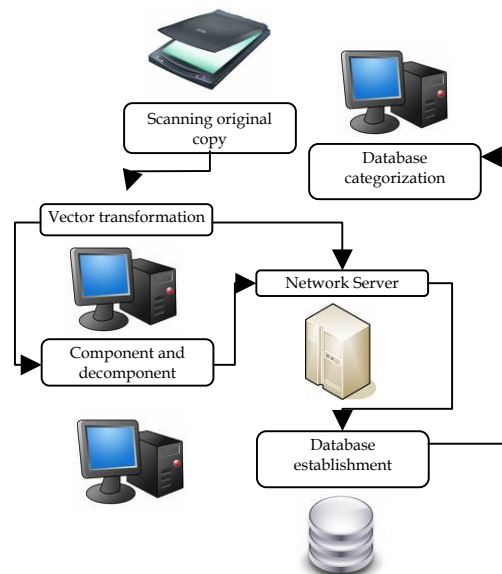 Scanning original
copy
Database
categorization
Vector transformation
Network Server
Component and
decomponent
Database
establishment